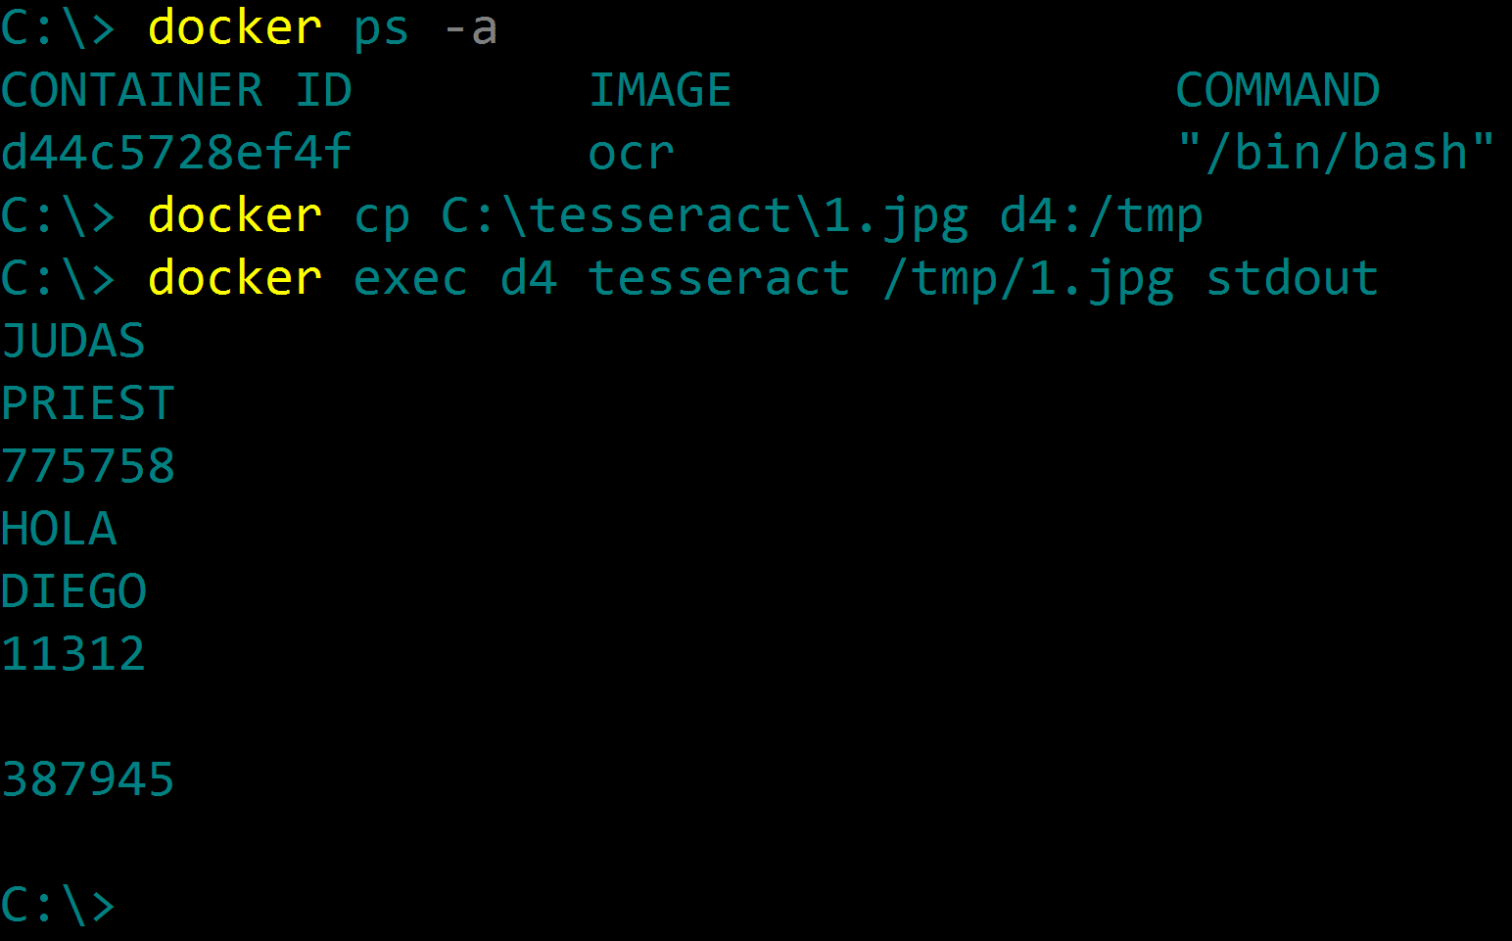 C:\> docker ps -a
CONTAINER ID IMAGE COMMAND
d44c5728ef4f ocr "/bin/bash"
C:\> docker cp C:\tesseract\1.jpg d4:/tmp
C:\> docker exec d4 tesseract /tmp/1.jpg stdout
JUDAS
PRIEST
775758
HOLA
DIEGO
11312
387945
C:\>